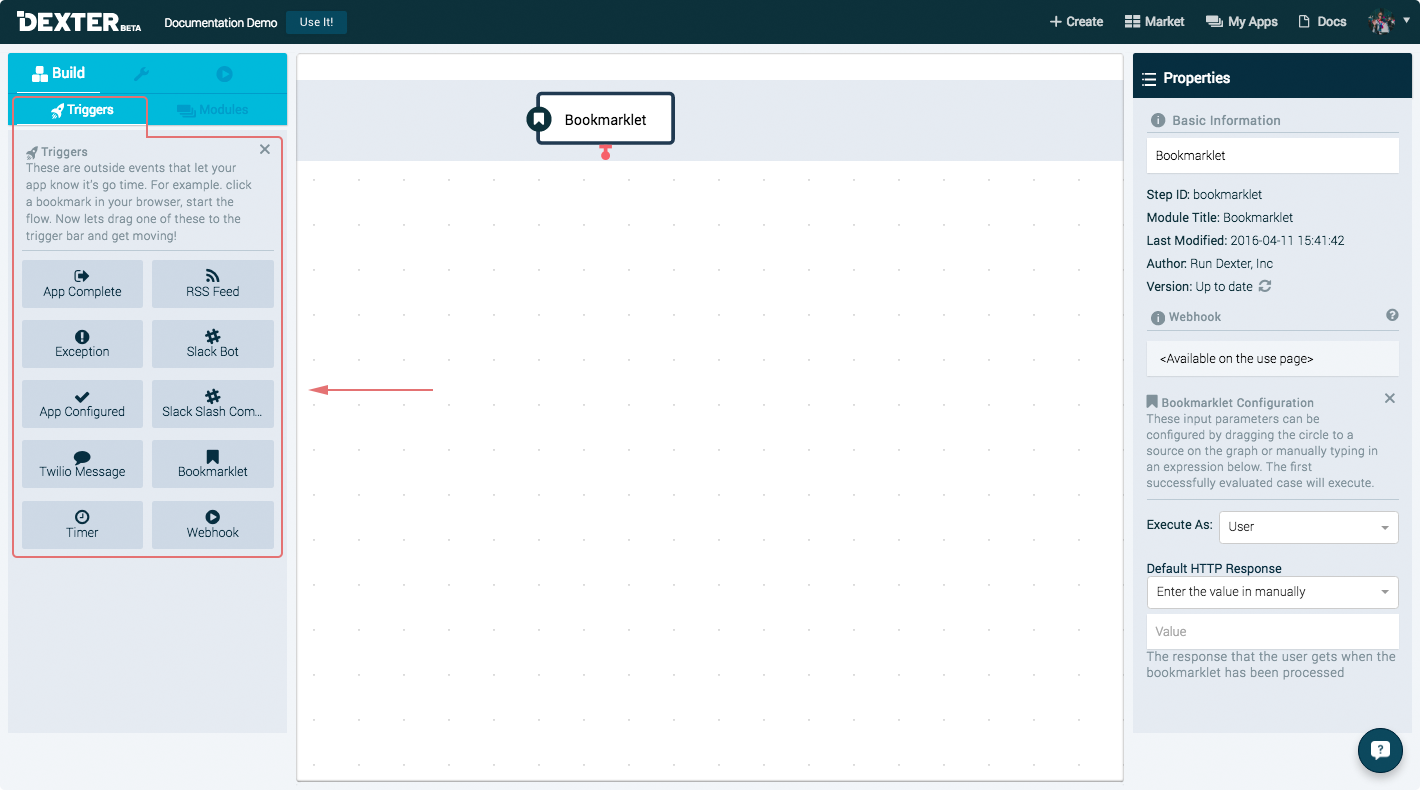 DEXTER BETA
Documentation Demo
Use It!
Create
Market
My Apps
Docs
Build
Triggers
Modules
Triggers
These are outside events that let your
app know it's go time. For example. click
a bookmark in your browser, start the
flow. Now lets drag one of these to the
trigger bar and get moving!
App Complete
RSS Feed
Exception
Slack Bot
App Configured
Slack Slash Com...
Twilio Message
Bookmarklet
Timer
Webhook
Bookmarklet
Properties
Basic Information
Bookmarklet
Step ID: bookmarklet
Module Title: Bookmarklet
Last Modified: 2016-04-11 15:41:42
Author: Run Dexter, Inc
Version: Up to date
Webhook
<Available on the use page>
Bookmarklet Configuration
These input parameters can be
configured by dragging the circle to a
source on the graph or manually typing in
an expression below. The first
successfully evaluated case will execute.
Execute As: User
Default HTTP Response
Enter the value in manually
Value
The response that the user gets when the
bookmarklet has been processed